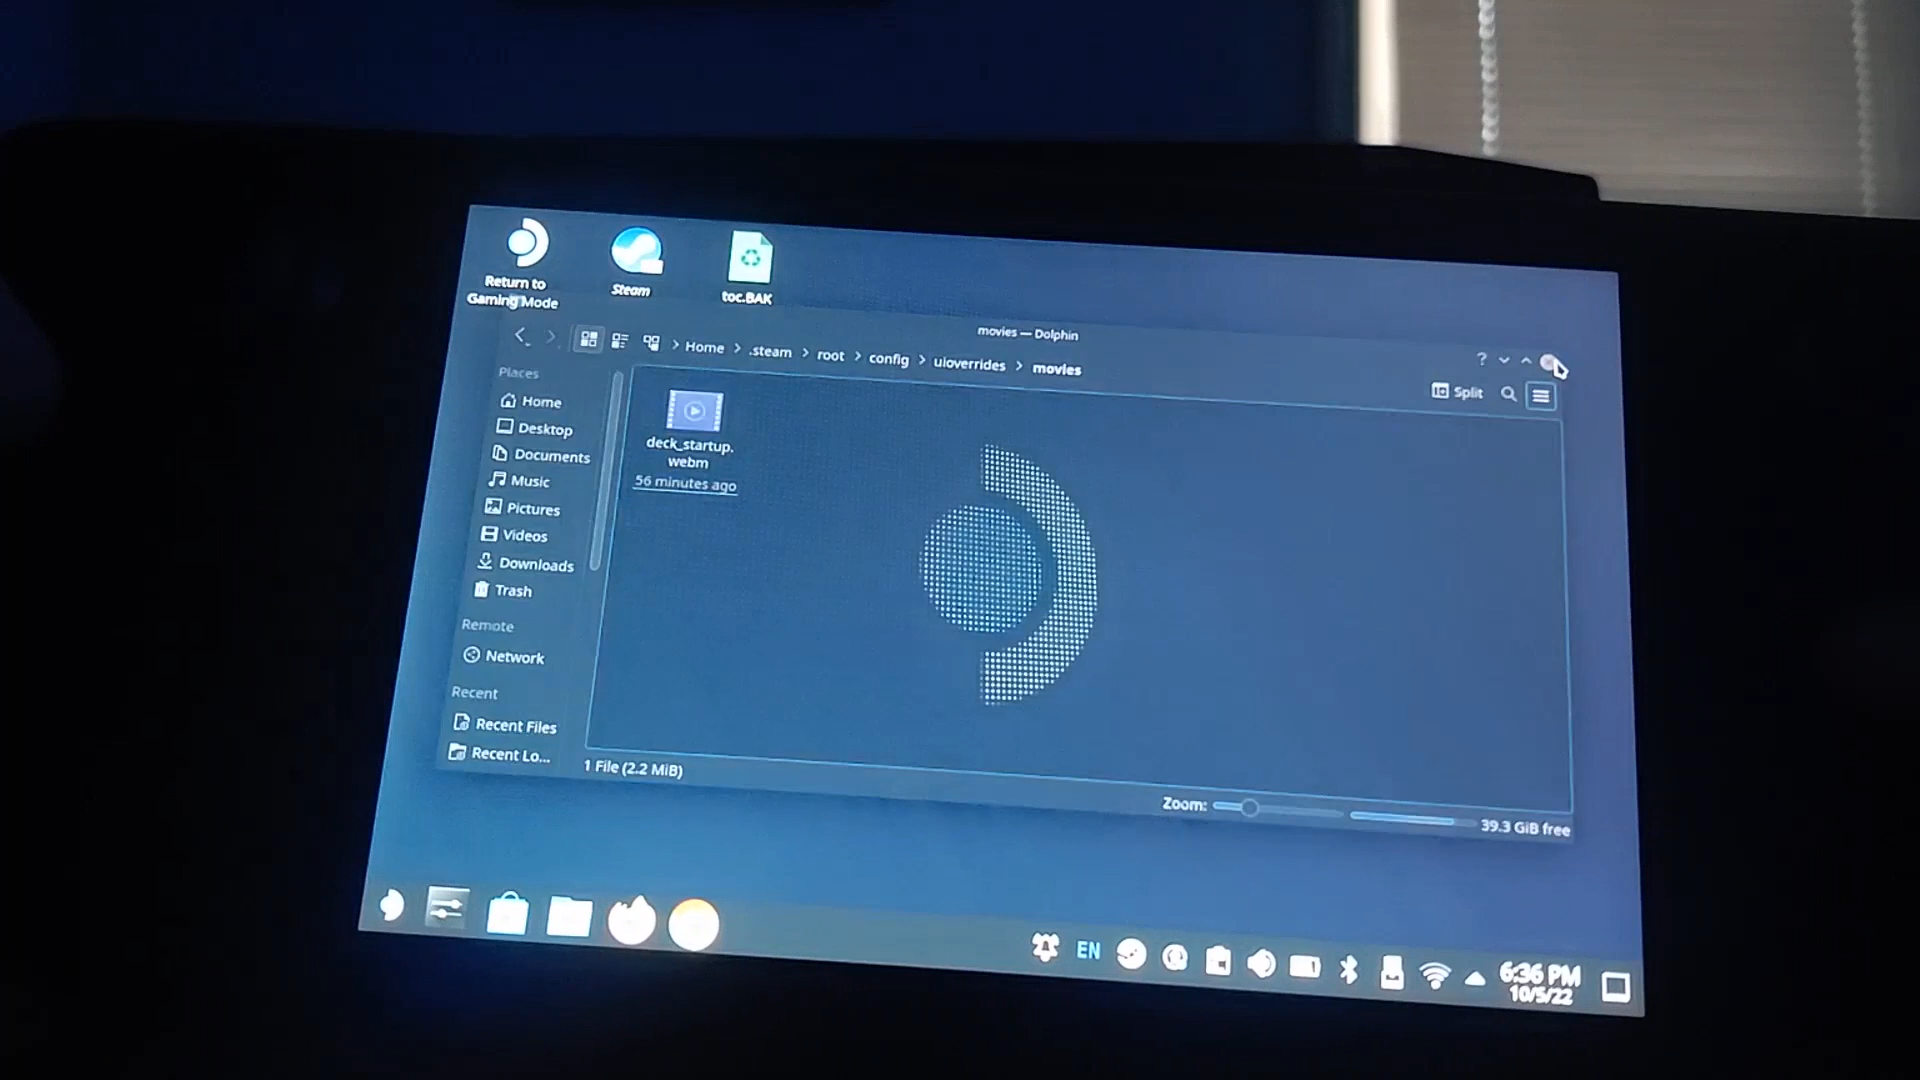 Return to
Gaming Mode
Steam
toc.BAK
movies — Dolphin
Home
.steam
root
config
uioverrides
movies
?
Split
Places
Home
Desktop
Documents
Music
Pictures
Videos
Downloads
Trash
Remote
Network
Recent
Recent Files
Recent Lo...
deck_startup.
webm
56 minutes ago
1 File (2.2 MiB)
Zoom:
39.3 GiB free
EN
6:36 PM
10/5/22